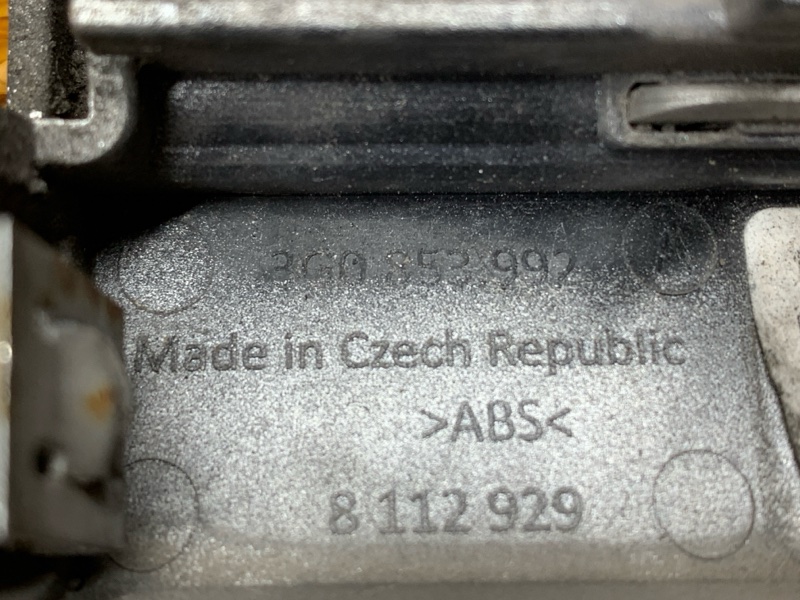 3G0 853 992
Made in Czech Republic
>ABS<
8 112 929